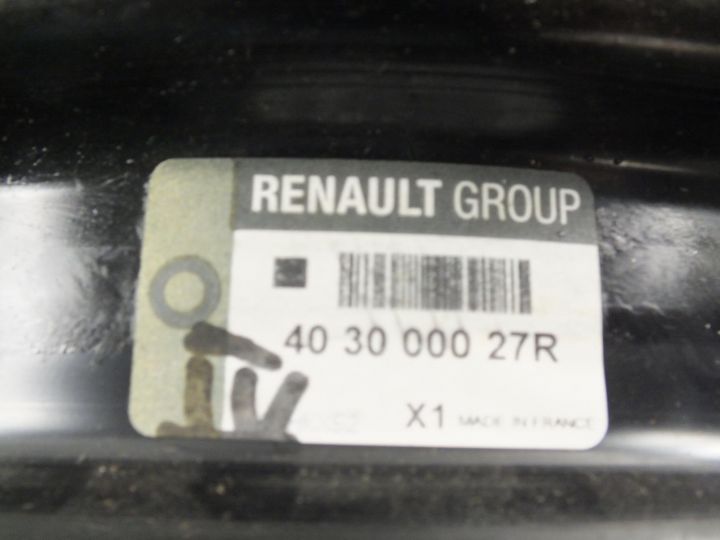 RENAULT GROUP
40 30 000 27R
X1 MADE IN FRANCE